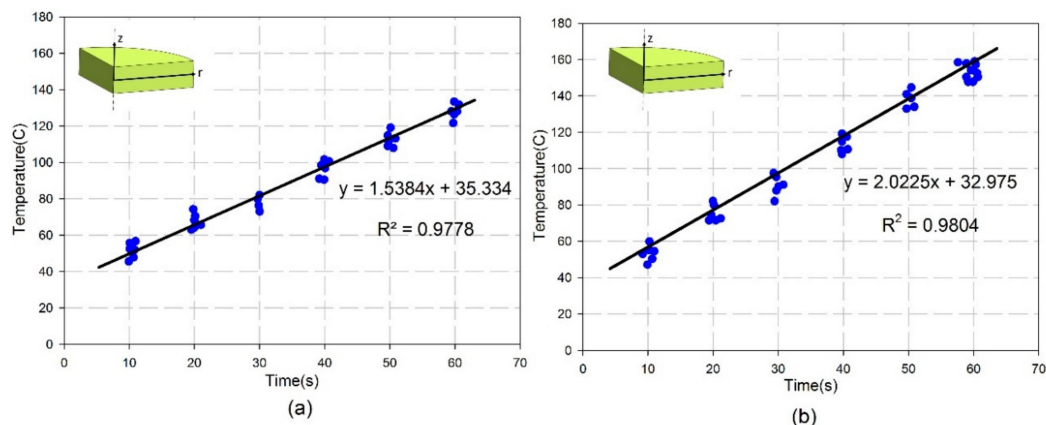 180
160
140
120
100
80
60
40
20
0
Temperature(C)
z
r
y = 1.5384x + 35.334
R² = 0.9778
0 10 20 30 40 50 60 70
Time(s)
(a)
180
160
140
120
100
80
60
40
20
0
Temperature(C)
z
r
y = 2.0225x + 32.975
R² = 0.9804
0 10 20 30 40 50 60 70
Time(s)
(b)